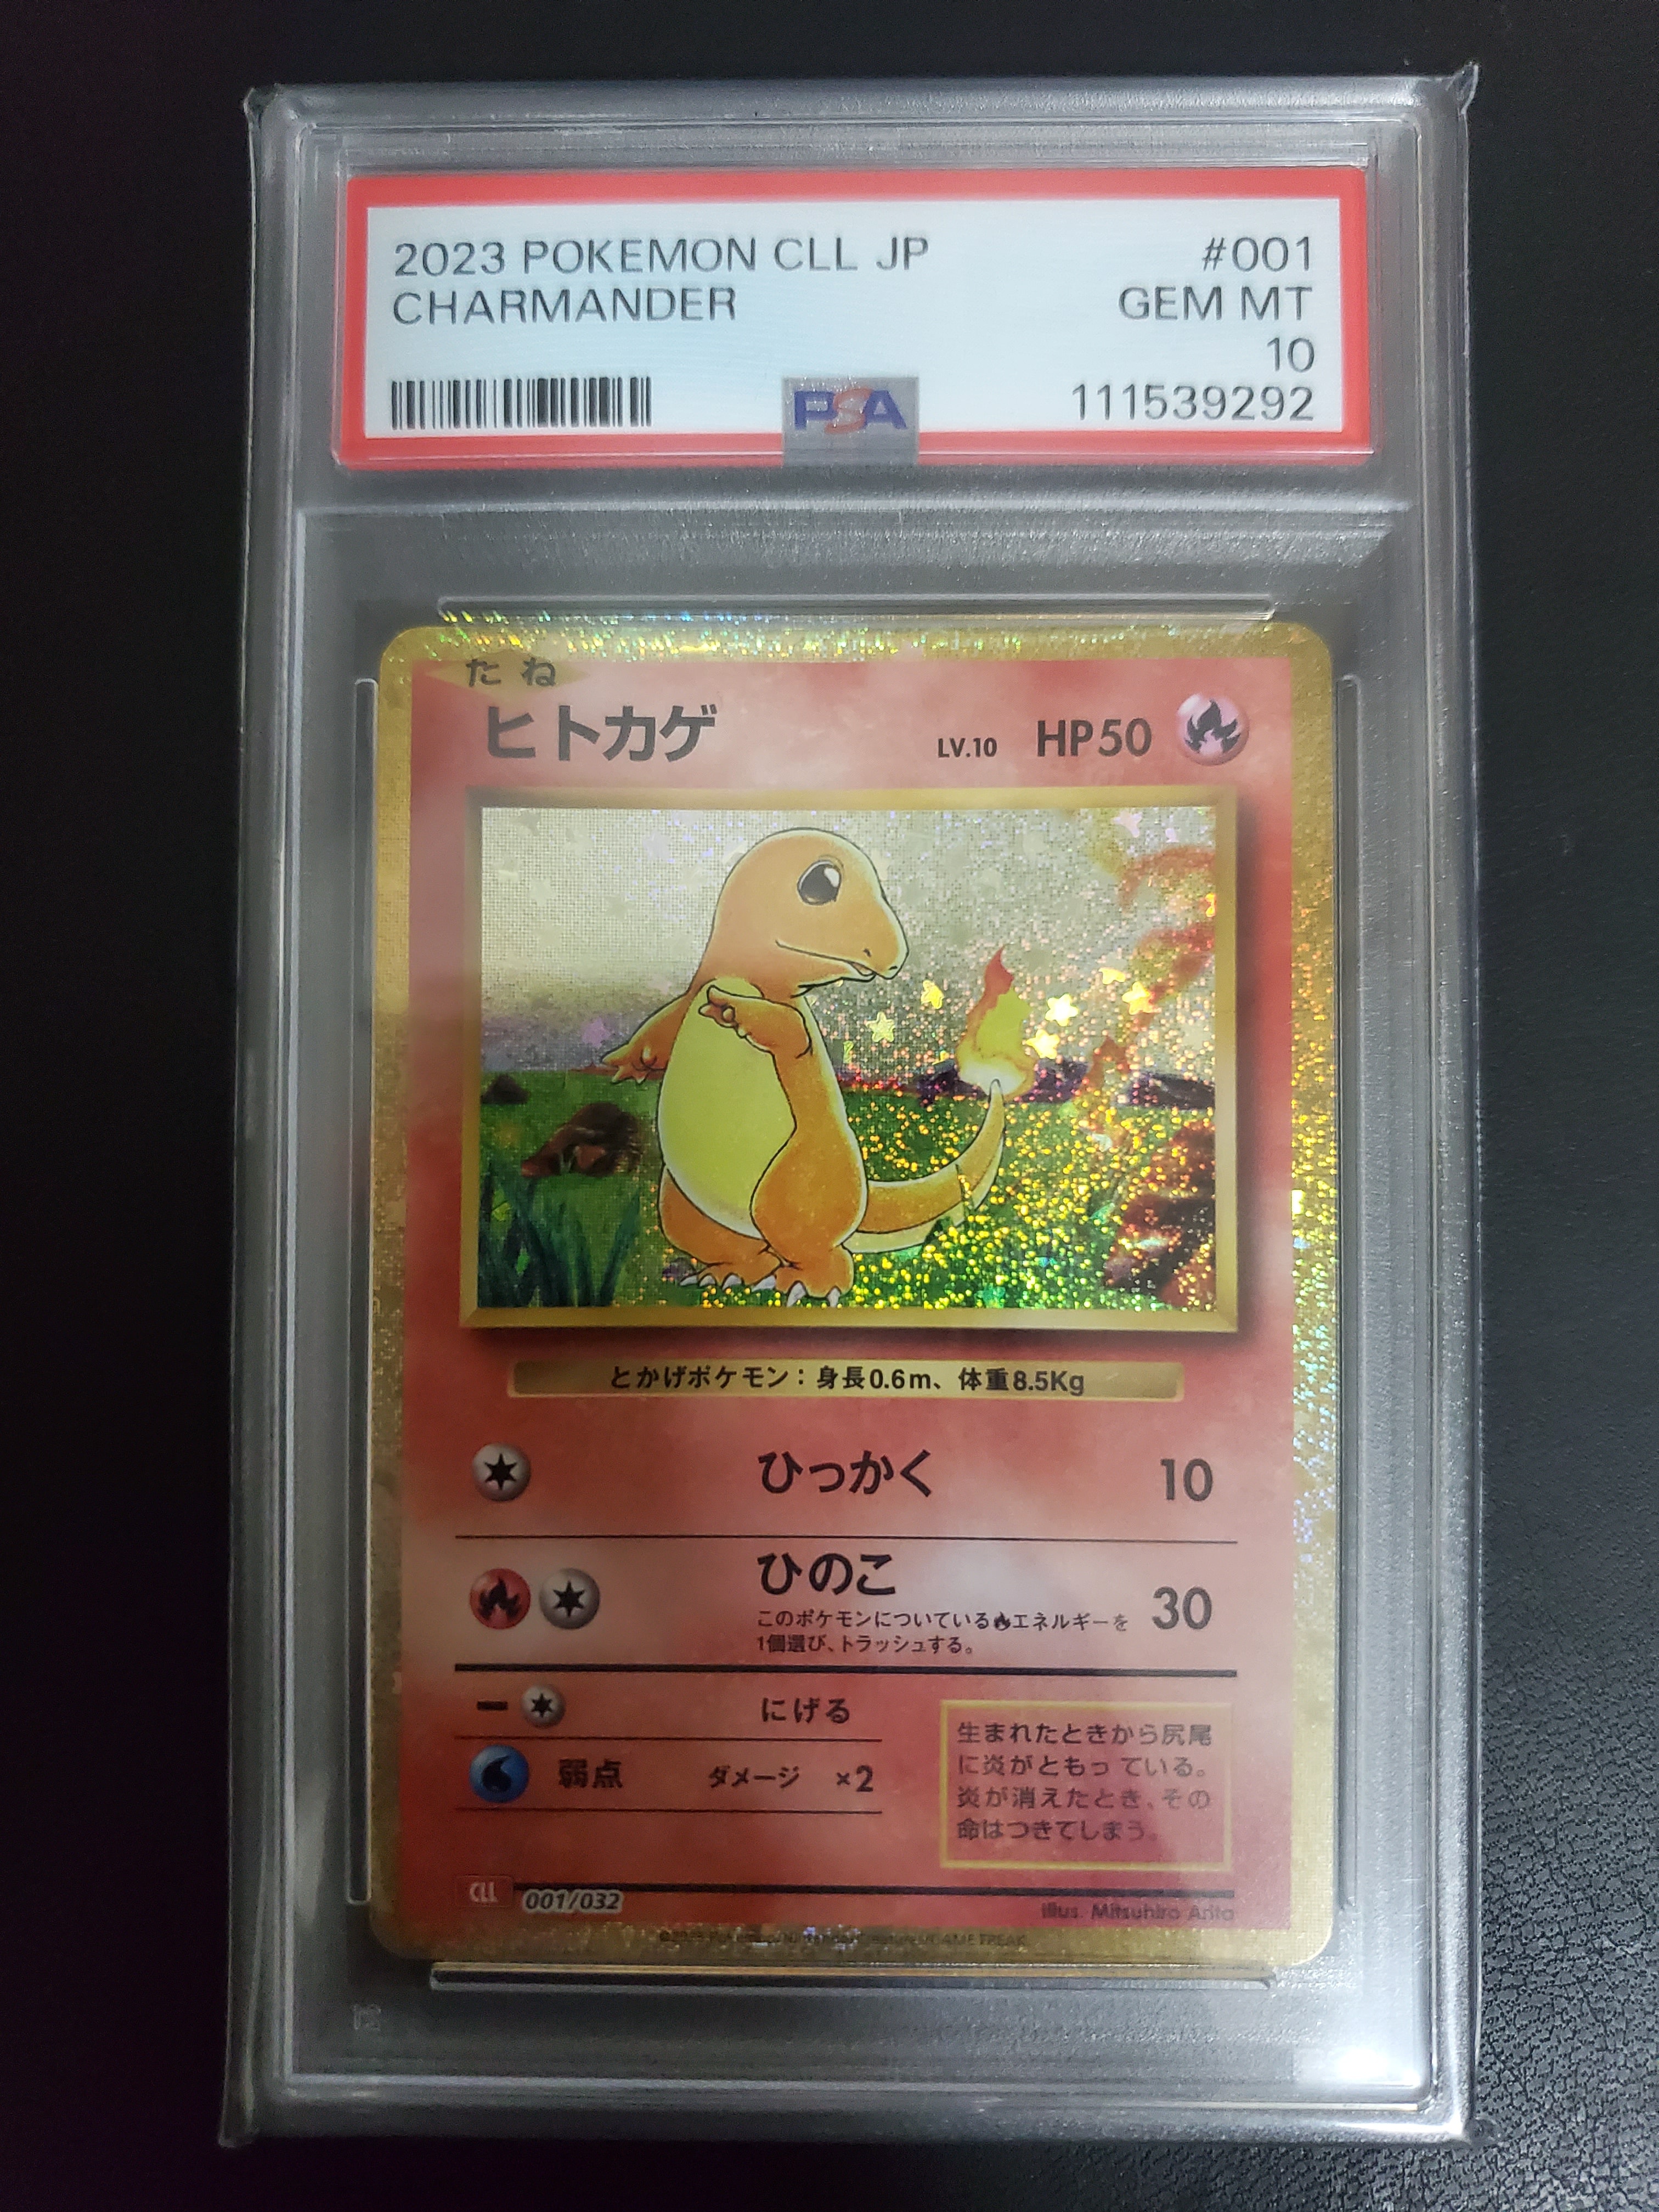 2023 POKEMON CLL JP #001
CHARMANDER GEM MT
10
PSA 111539292
たね
ヒトカゲ LV.10 HP50
とかげポケモン：身長0.6m、体重8.5Kg
ひっかく 10
ひのこ 30
このポケモンについているエネルギーを
1個選び、トラッシュする。
にげる
弱点 ダメージ ×2
生まれたときから尻尾
に炎がともっている。
炎が消えたとき、その
命はつきてしまう。
CLL 001/032 illus. Mitsuhiro Arita
©2023 Pokémon/Nintendo/Creatures/GAME FREAK